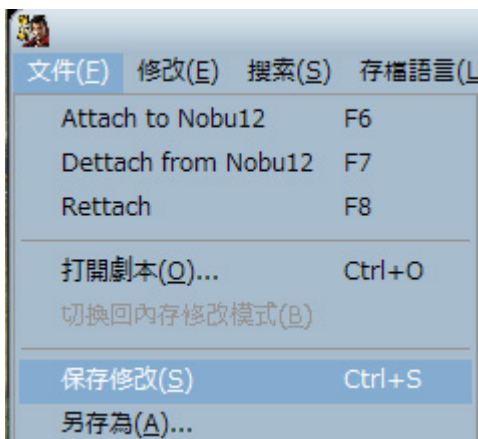 文件(F) 修改(E) 搜索(S) 存檔語言(L
Attach to Nobu12 F6
Dettach from Nobu12 F7
Rettach F8
打開劇本(O)... Ctrl+O
切換回內存修改模式(B)
保存修改(S) Ctrl+S
另存為(A)...